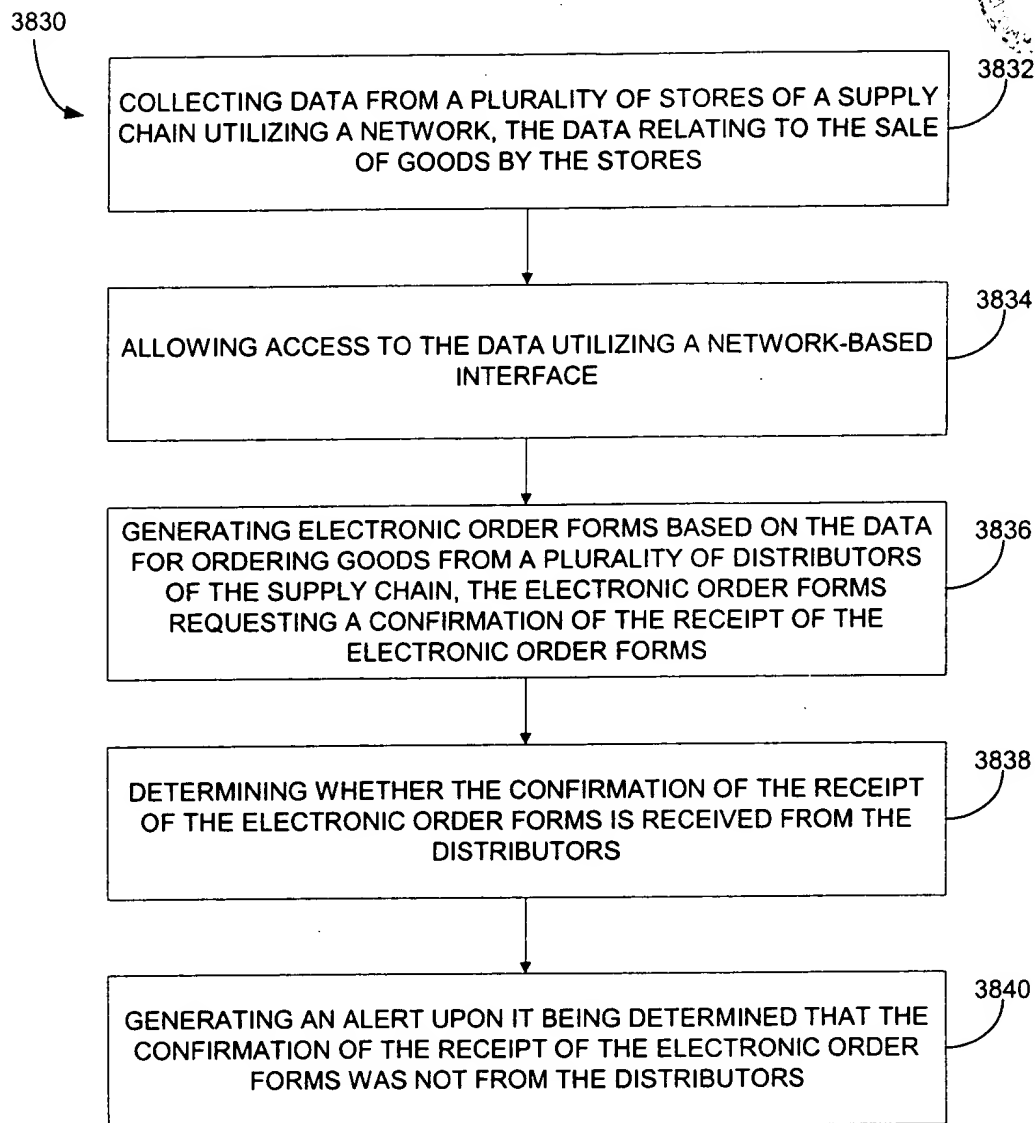 3830
3832
COLLECTING DATA FROM A PLURALITY OF STORES OF A SUPPLY
CHAIN UTILIZING A NETWORK, THE DATA RELATING TO THE SALE
OF GOODS BY THE STORES
3834
ALLOWING ACCESS TO THE DATA UTILIZING A NETWORK-BASED
INTERFACE
3836
GENERATING ELECTRONIC ORDER FORMS BASED ON THE DATA
FOR ORDERING GOODS FROM A PLURALITY OF DISTRIBUTORS
OF THE SUPPLY CHAIN, THE ELECTRONIC ORDER FORMS
REQUESTING A CONFIRMATION OF THE RECEIPT OF THE
ELECTRONIC ORDER FORMS
3838
DETERMINING WHETHER THE CONFIRMATION OF THE RECEIPT
OF THE ELECTRONIC ORDER FORMS IS RECEIVED FROM THE
DISTRIBUTORS
3840
GENERATING AN ALERT UPON IT BEING DETERMINED THAT THE
CONFIRMATION OF THE RECEIPT OF THE ELECTRONIC ORDER
FORMS WAS NOT FROM THE DISTRIBUTORS